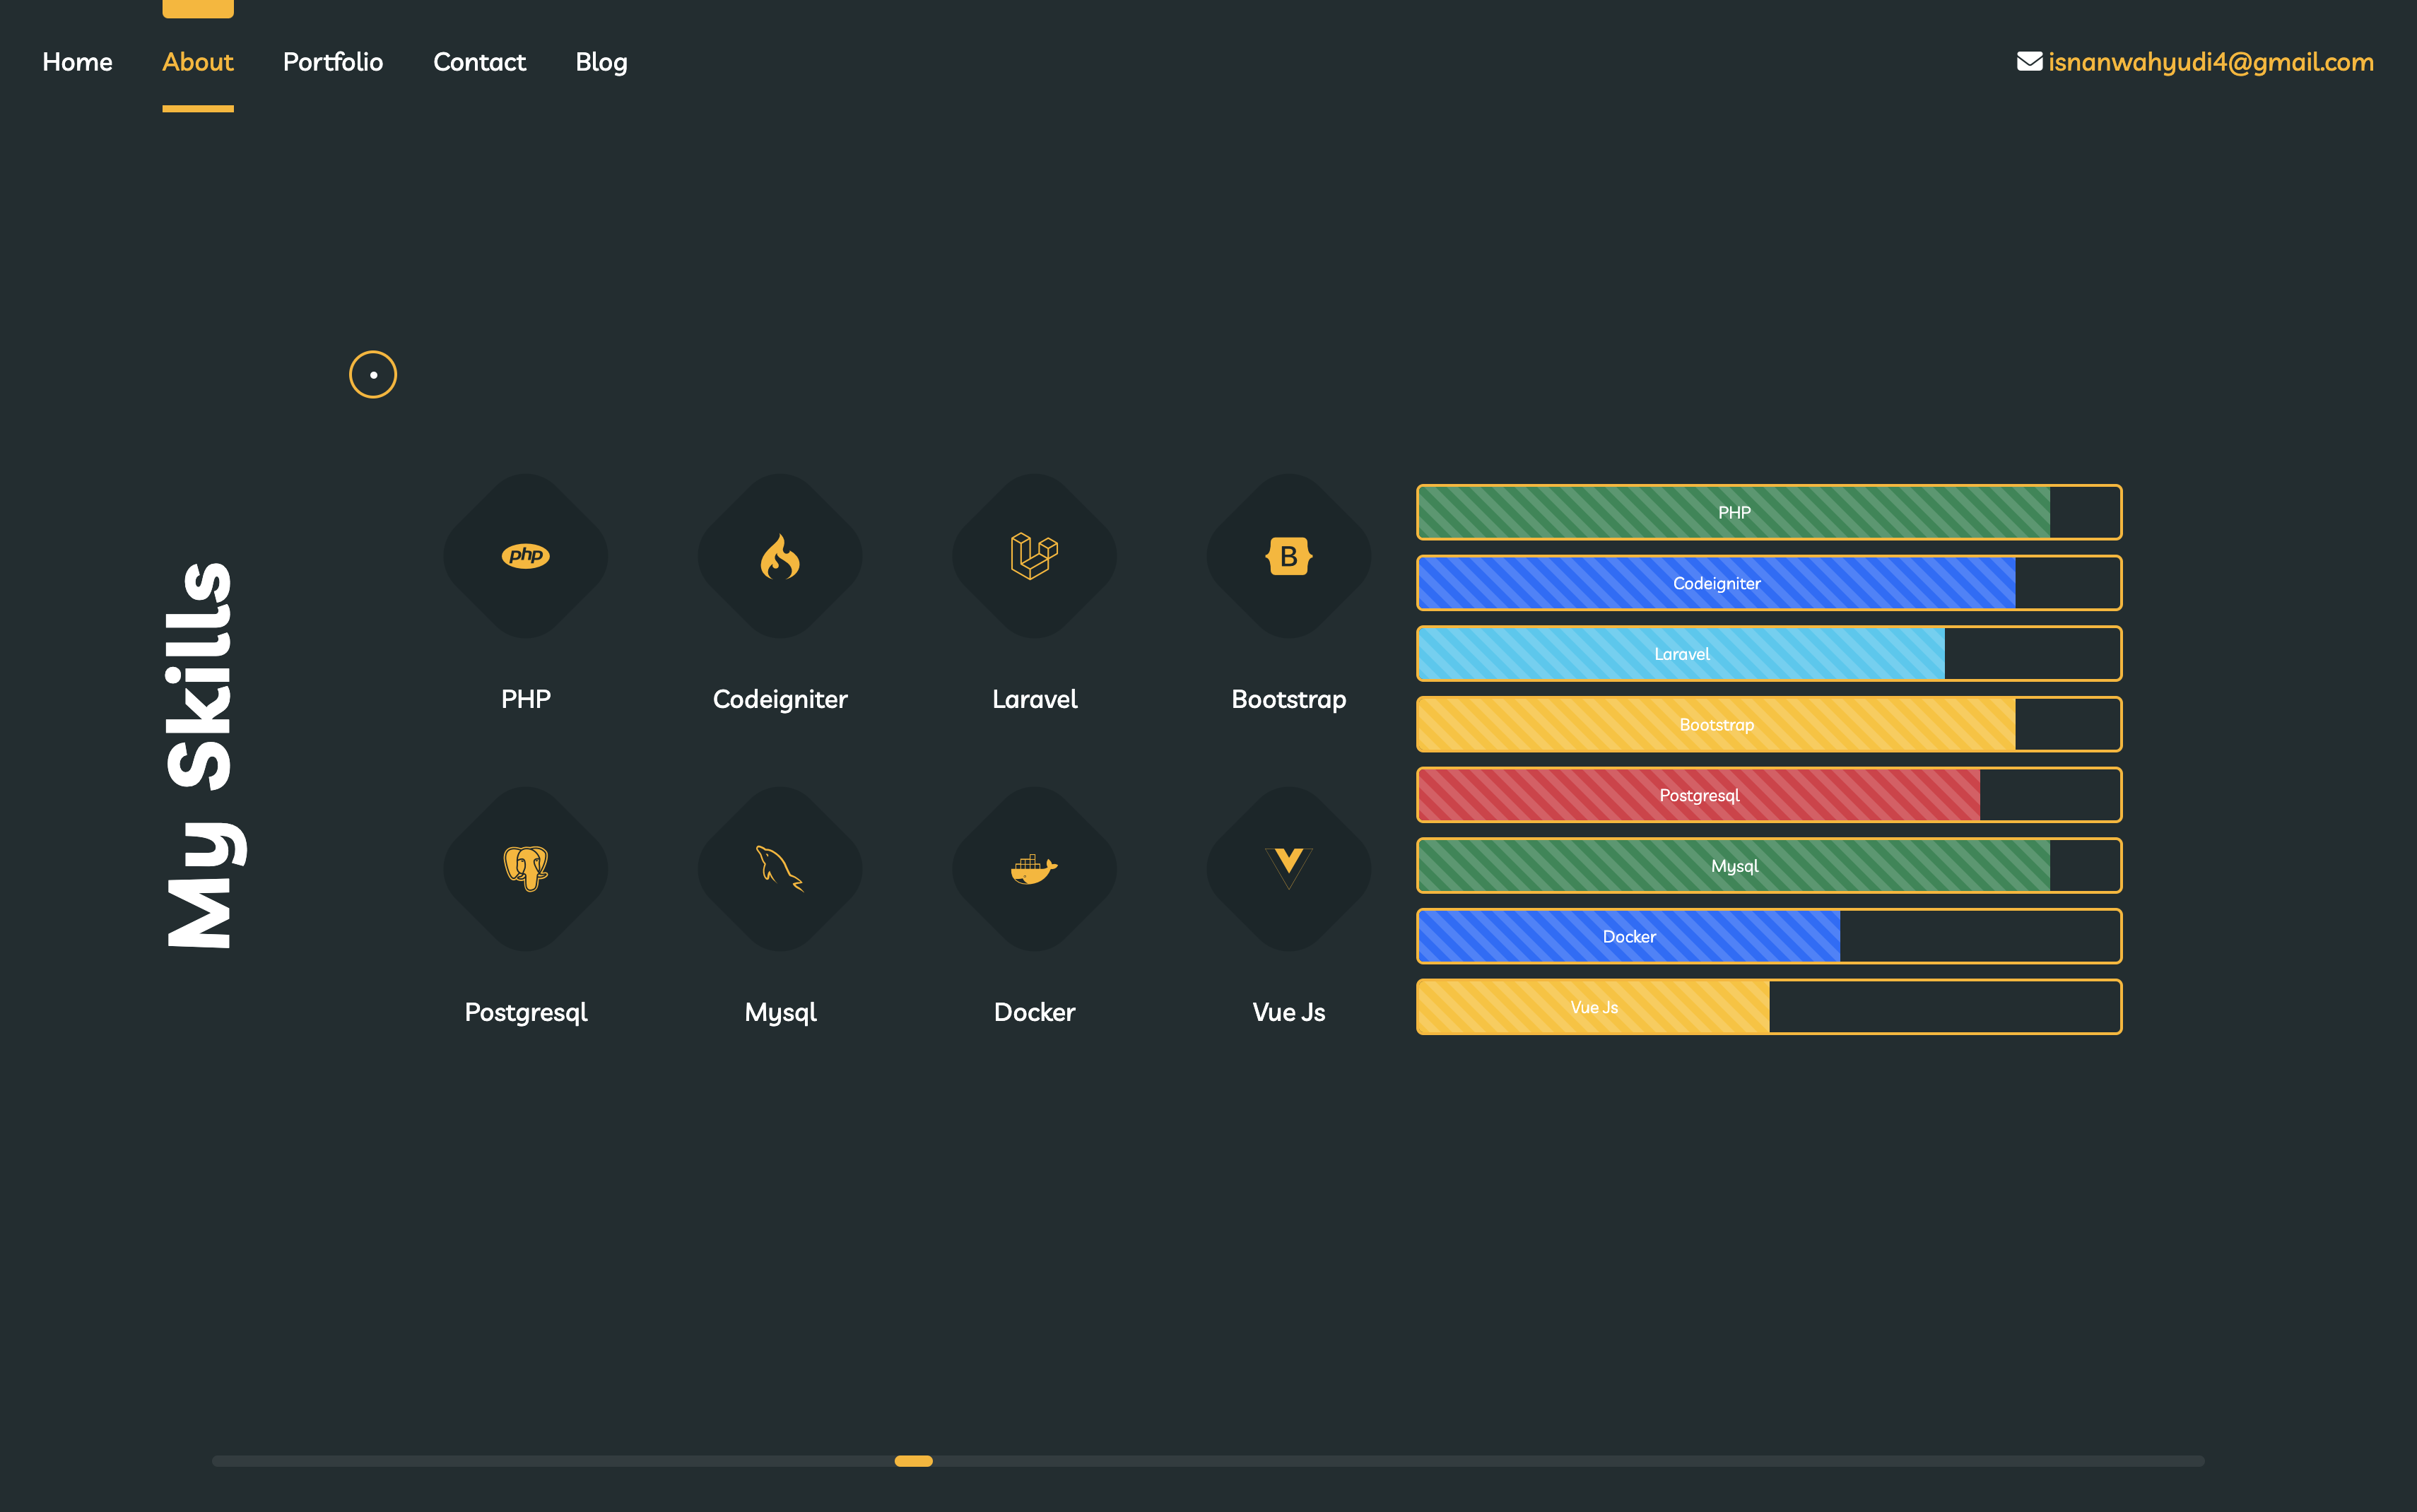 Home About Portfolio Contact Blog isnanwahyudi4@gmail.com
My Skills
php B
PHP Codeigniter Laravel Bootstrap
Postgresql Mysql Docker Vue Js
PHP
Codeigniter
Laravel
Bootstrap
Postgresql
Mysql
Docker
Vue Js